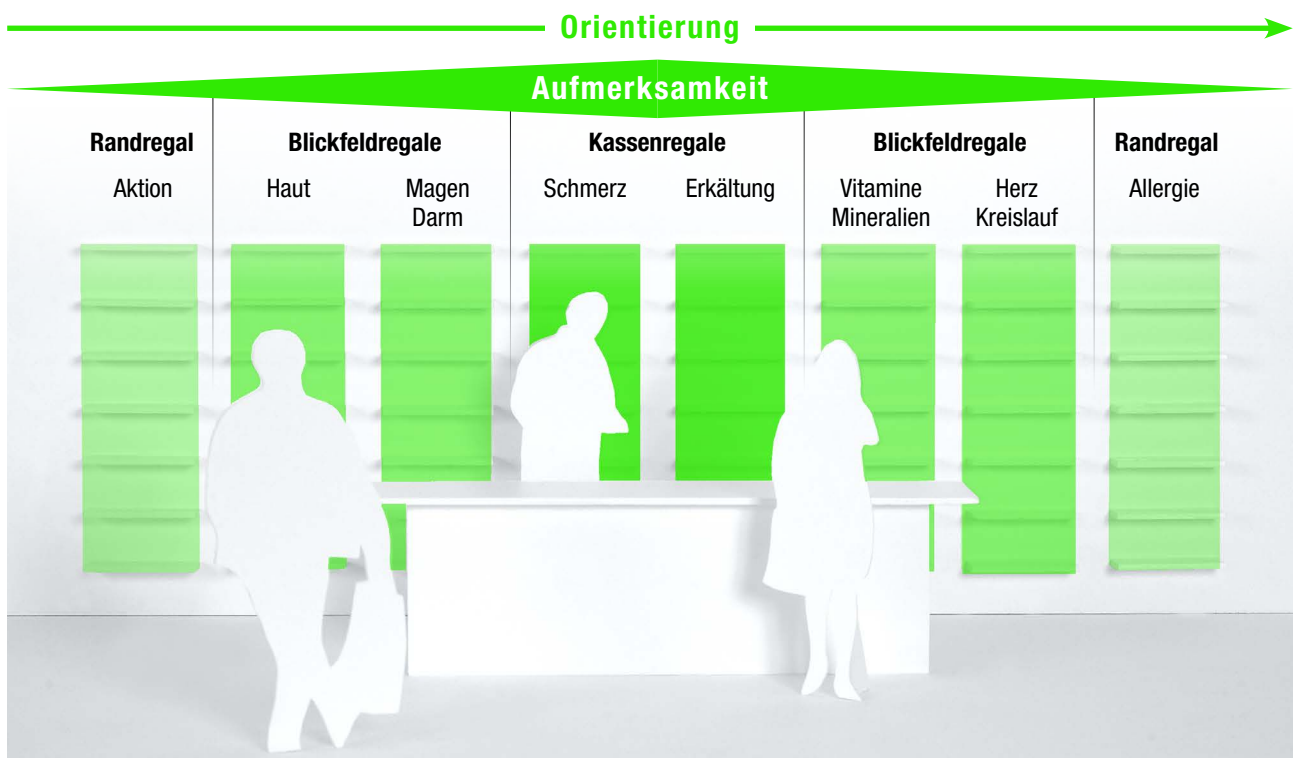 Orientierung
Aufmerksamkeit
Randregal
Blickfeldregale
Kassenregale
Blickfeldregale
Randregal
Aktion
Haut
Magen
Darm
Schmerz
Erkältung
Vitamine
Mineralien
Herz
Kreislauf
Allergie